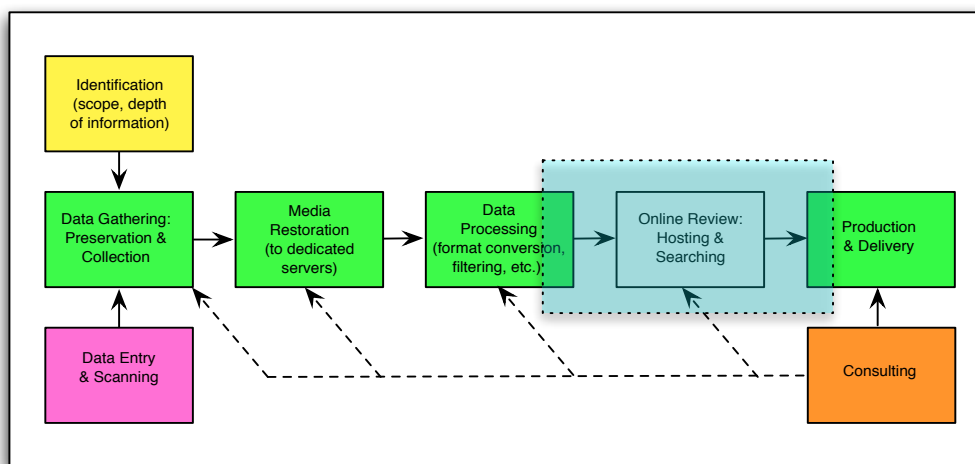 Identification
(scope, depth
of information)
Data Gathering:
Preservation &
Collection
Media
Restoration
(to dedicated
servers)
Data
Processing
(format conversion,
filtering, etc.)
Online Review:
Hosting &
Searching
Production
& Delivery
Data Entry
& Scanning
Consulting